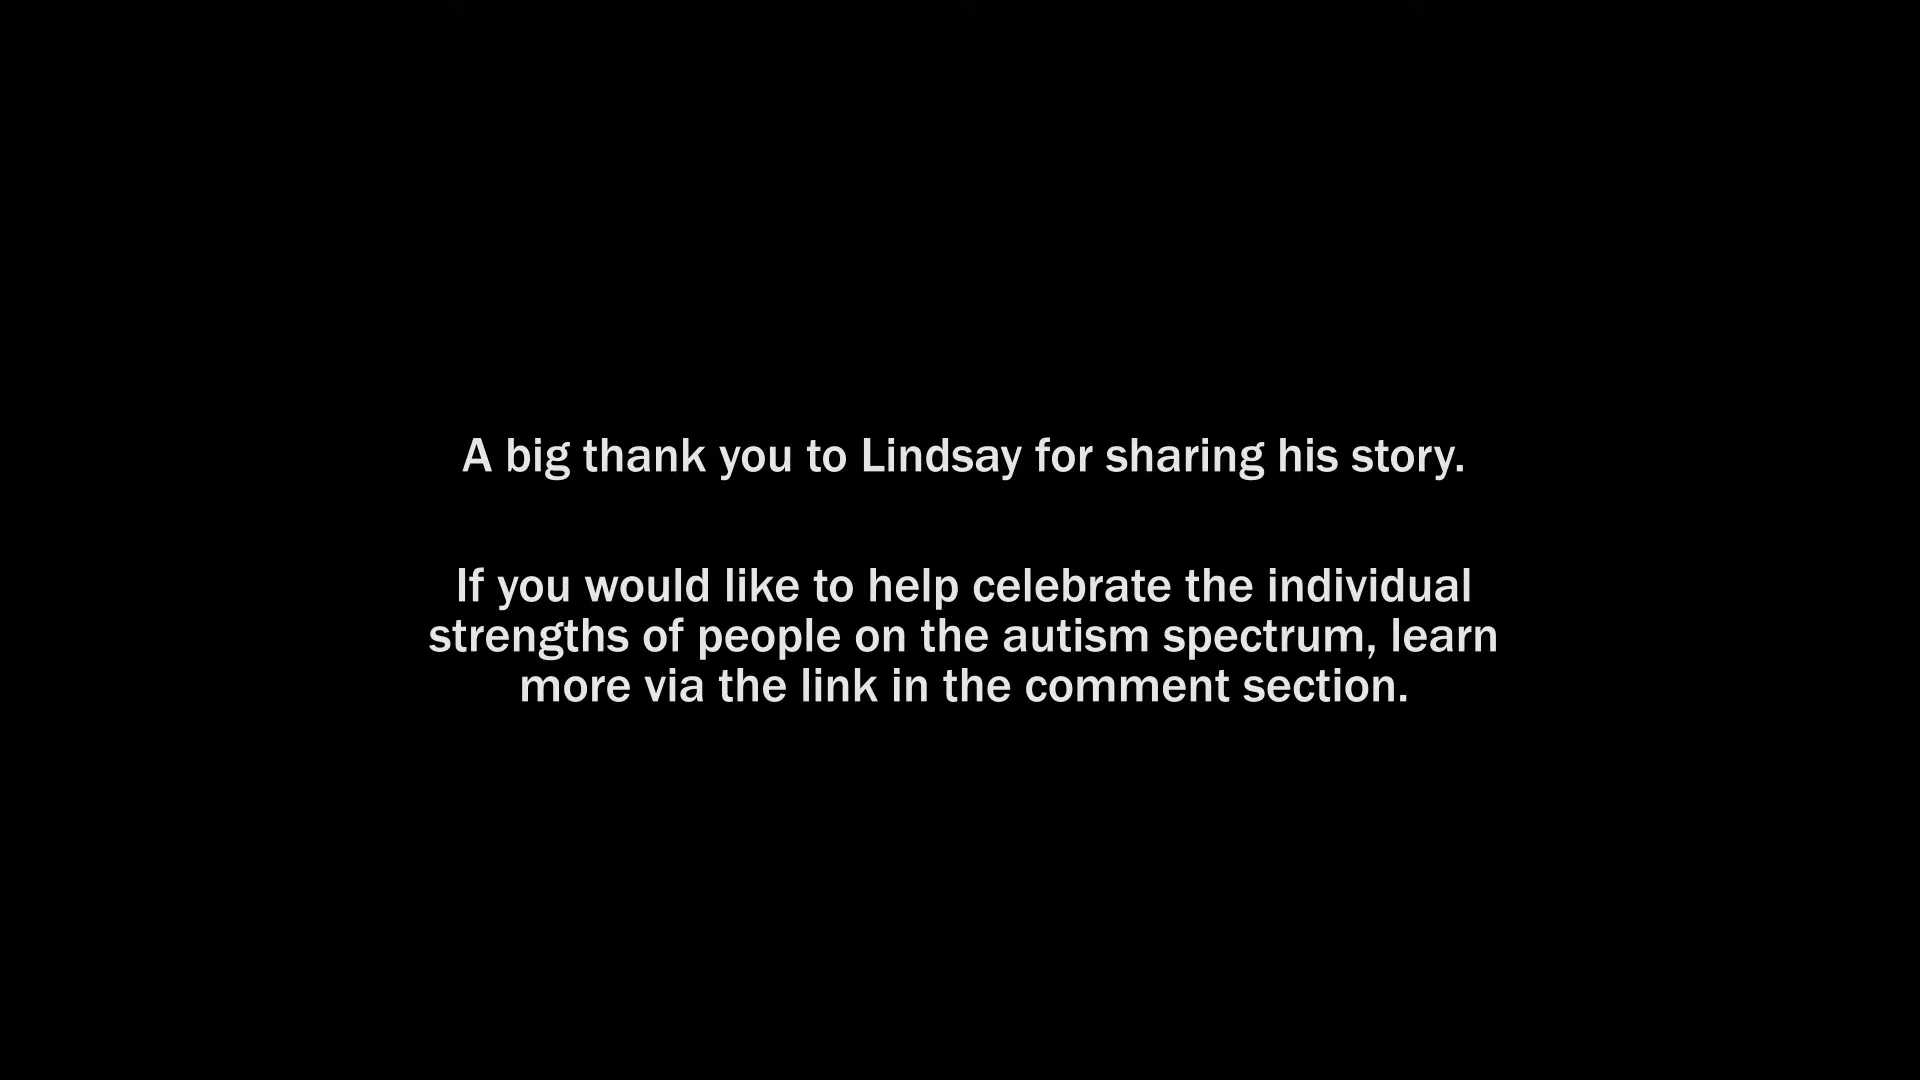 A big thank you to Lindsay for sharing his story.
If you would like to help celebrate the individual
strengths of people on the autism spectrum, learn
more via the link in the comment section.